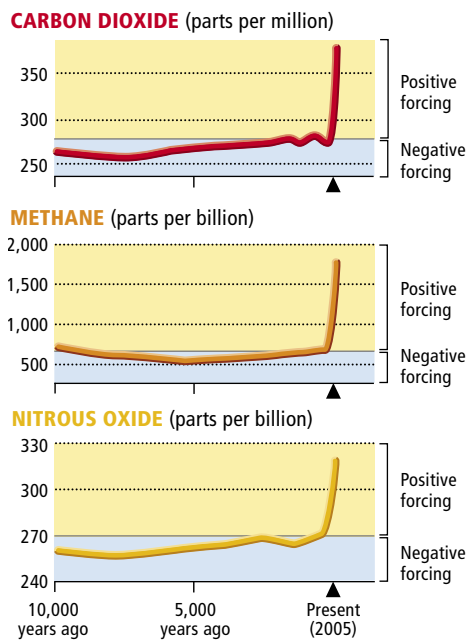 CARBON DIOXIDE (parts per million)
350
300
250
Positive
forcing
Negative
forcing
METHANE (parts per billion)
2,000
1,500
1,000
500
Positive
forcing
Negative
forcing
NITROUS OXIDE (parts per billion)
330
300
270
240
Positive
forcing
Negative
forcing
10,000
years ago
5,000
years ago
Present
(2005)